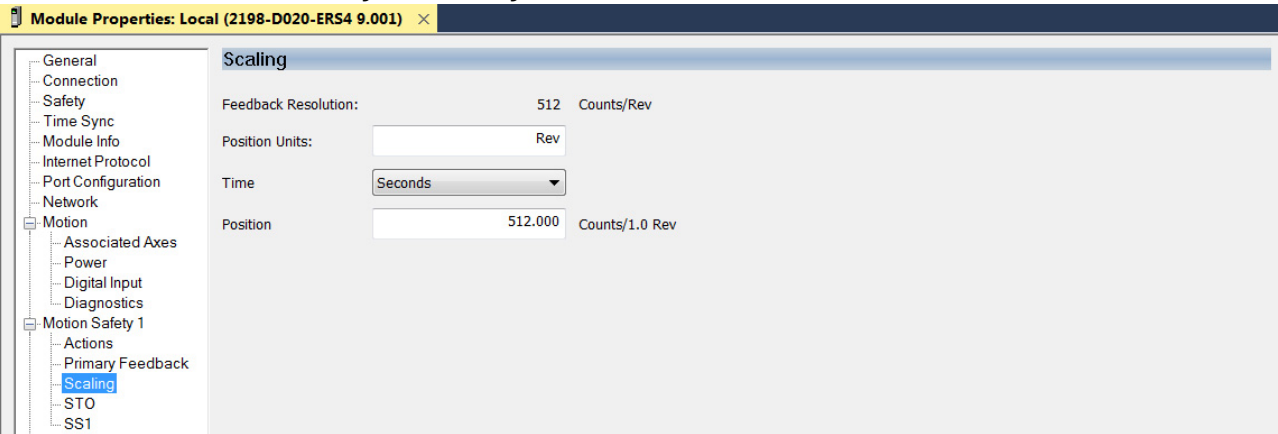 Module Properties: Local (2198-D020-ERS4 9.001) ×
General
Connection
Safety
Time Sync
Module Info
Internet Protocol
Port Configuration
Network
Motion
Associated Axes
Power
Digital Input
Diagnostics
Motion Safety 1
Actions
Primary Feedback
Scaling
STO
SS1
Scaling
Feedback Resolution: 512 Counts/Rev
Position Units: Rev
Time Seconds
Position 512.000 Counts/1.0 Rev